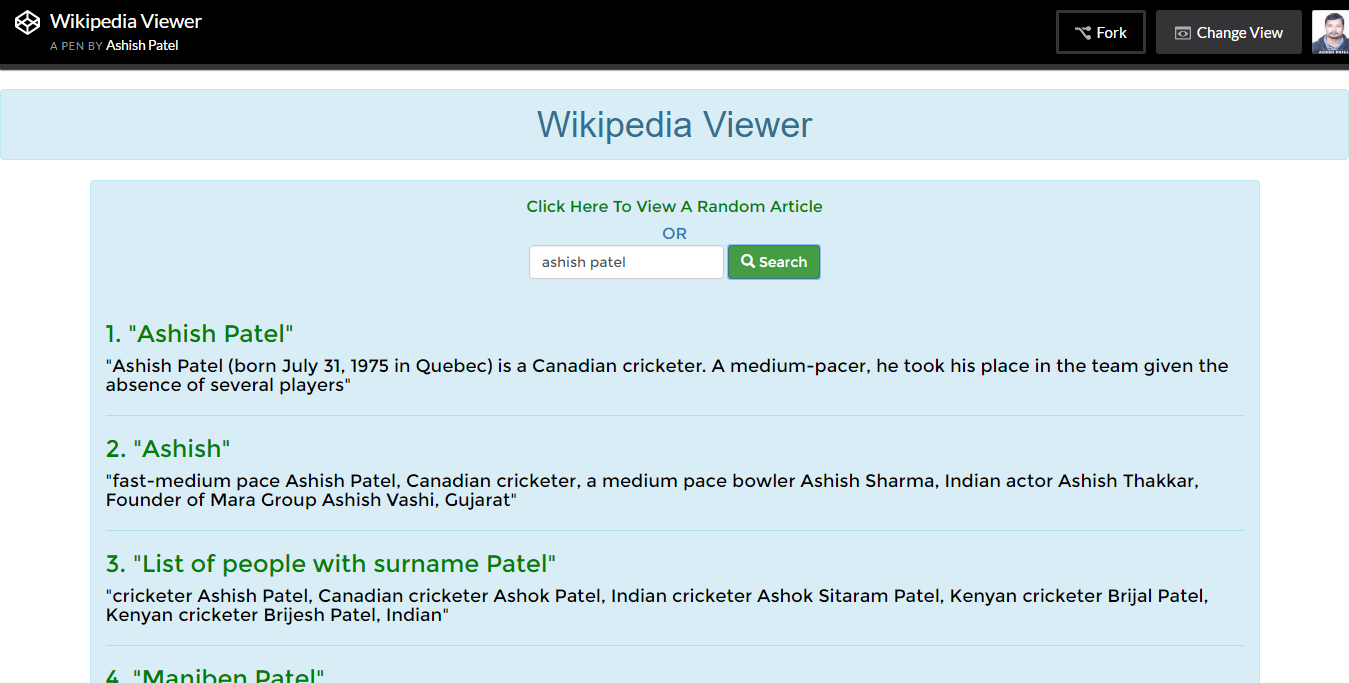 Wikipedia Viewer
A PEN BY Ashish Patel
Fork
Change View
Wikipedia Viewer
Click Here To View A Random Article
OR
ashish patel
Search
1. "Ashish Patel"
"Ashish Patel (born July 31, 1975 in Quebec) is a Canadian cricketer. A medium-pacer, he took his place in the team given the
absence of several players"
2. "Ashish"
"fast-medium pace Ashish Patel, Canadian cricketer, a medium pace bowler Ashish Sharma, Indian actor Ashish Thakkar,
Founder of Mara Group Ashish Vashi, Gujarat"
3. "List of people with surname Patel"
"cricketer Ashish Patel, Canadian cricketer Ashok Patel, Indian cricketer Ashok Sitaram Patel, Kenyan cricketer Brijal Patel,
Kenyan cricketer Brijesh Patel, Indian"
4. "Maniben Patel"